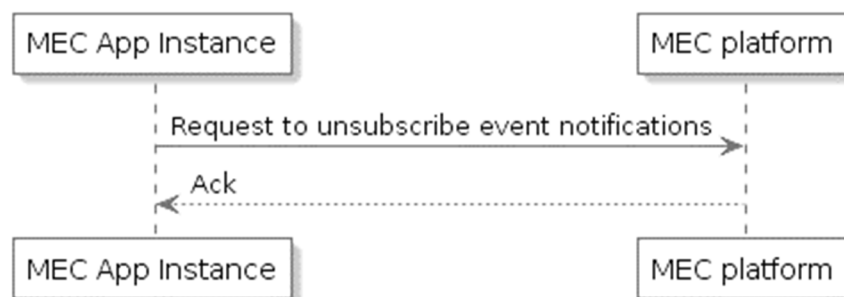 MEC App Instance
MEC platform
Request to unsubscribe event notifications
Ack
MEC App Instance
MEC platform